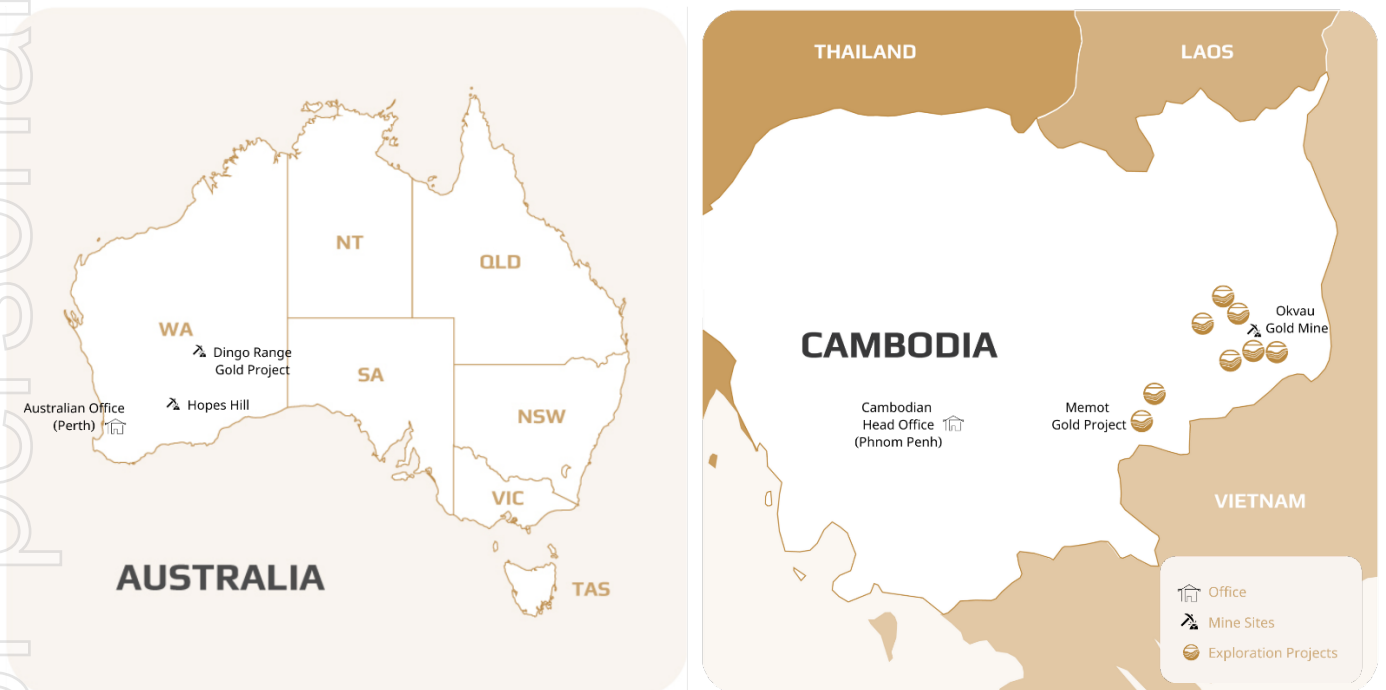 NT
QLD
WA
Dingo Range
Gold Project
SA
Hopes Hill
Australian Office
(Perth)
NSW
VIC
AUSTRALIA
TAS
THAILAND
LAOS
Okvau
Gold Mine
CAMBODIA
Cambodian
Head Office
(Phnom Penh)
Memot
Gold Project
VIETNAM
Office
Mine Sites
Exploration Projects